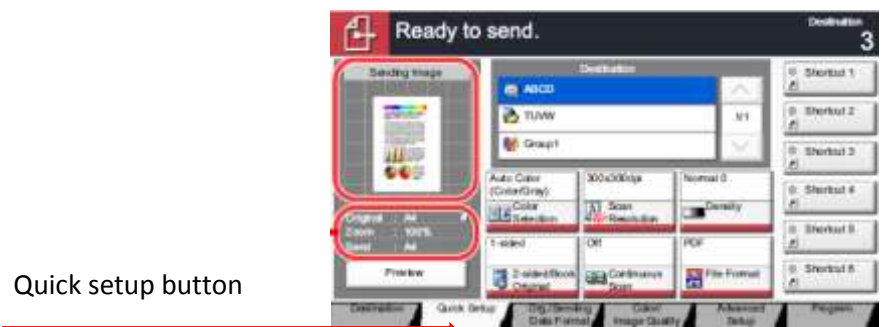 Ready to send.
Destination
3
Sending Image
Destination
ABCD
TUVW
Group1
1/1
Shortcut 1
Shortcut 2
Shortcut 3
Shortcut 4
Shortcut 5
Shortcut 6
Auto Color
(Color/Gray)
Color
Selection
300x300dpi
Scan
Resolution
Normal 0
Density
Original : A4
Zoom : 100%
Send : A4
1-sided
2-sided/Book
Original
Off
Continuous
Scan
PDF
File Format
Preview
Quick setup button
Destination
Quick Setup
Org./Sending
Data Format
Color/
Image Quality
Advanced
Setup
Program